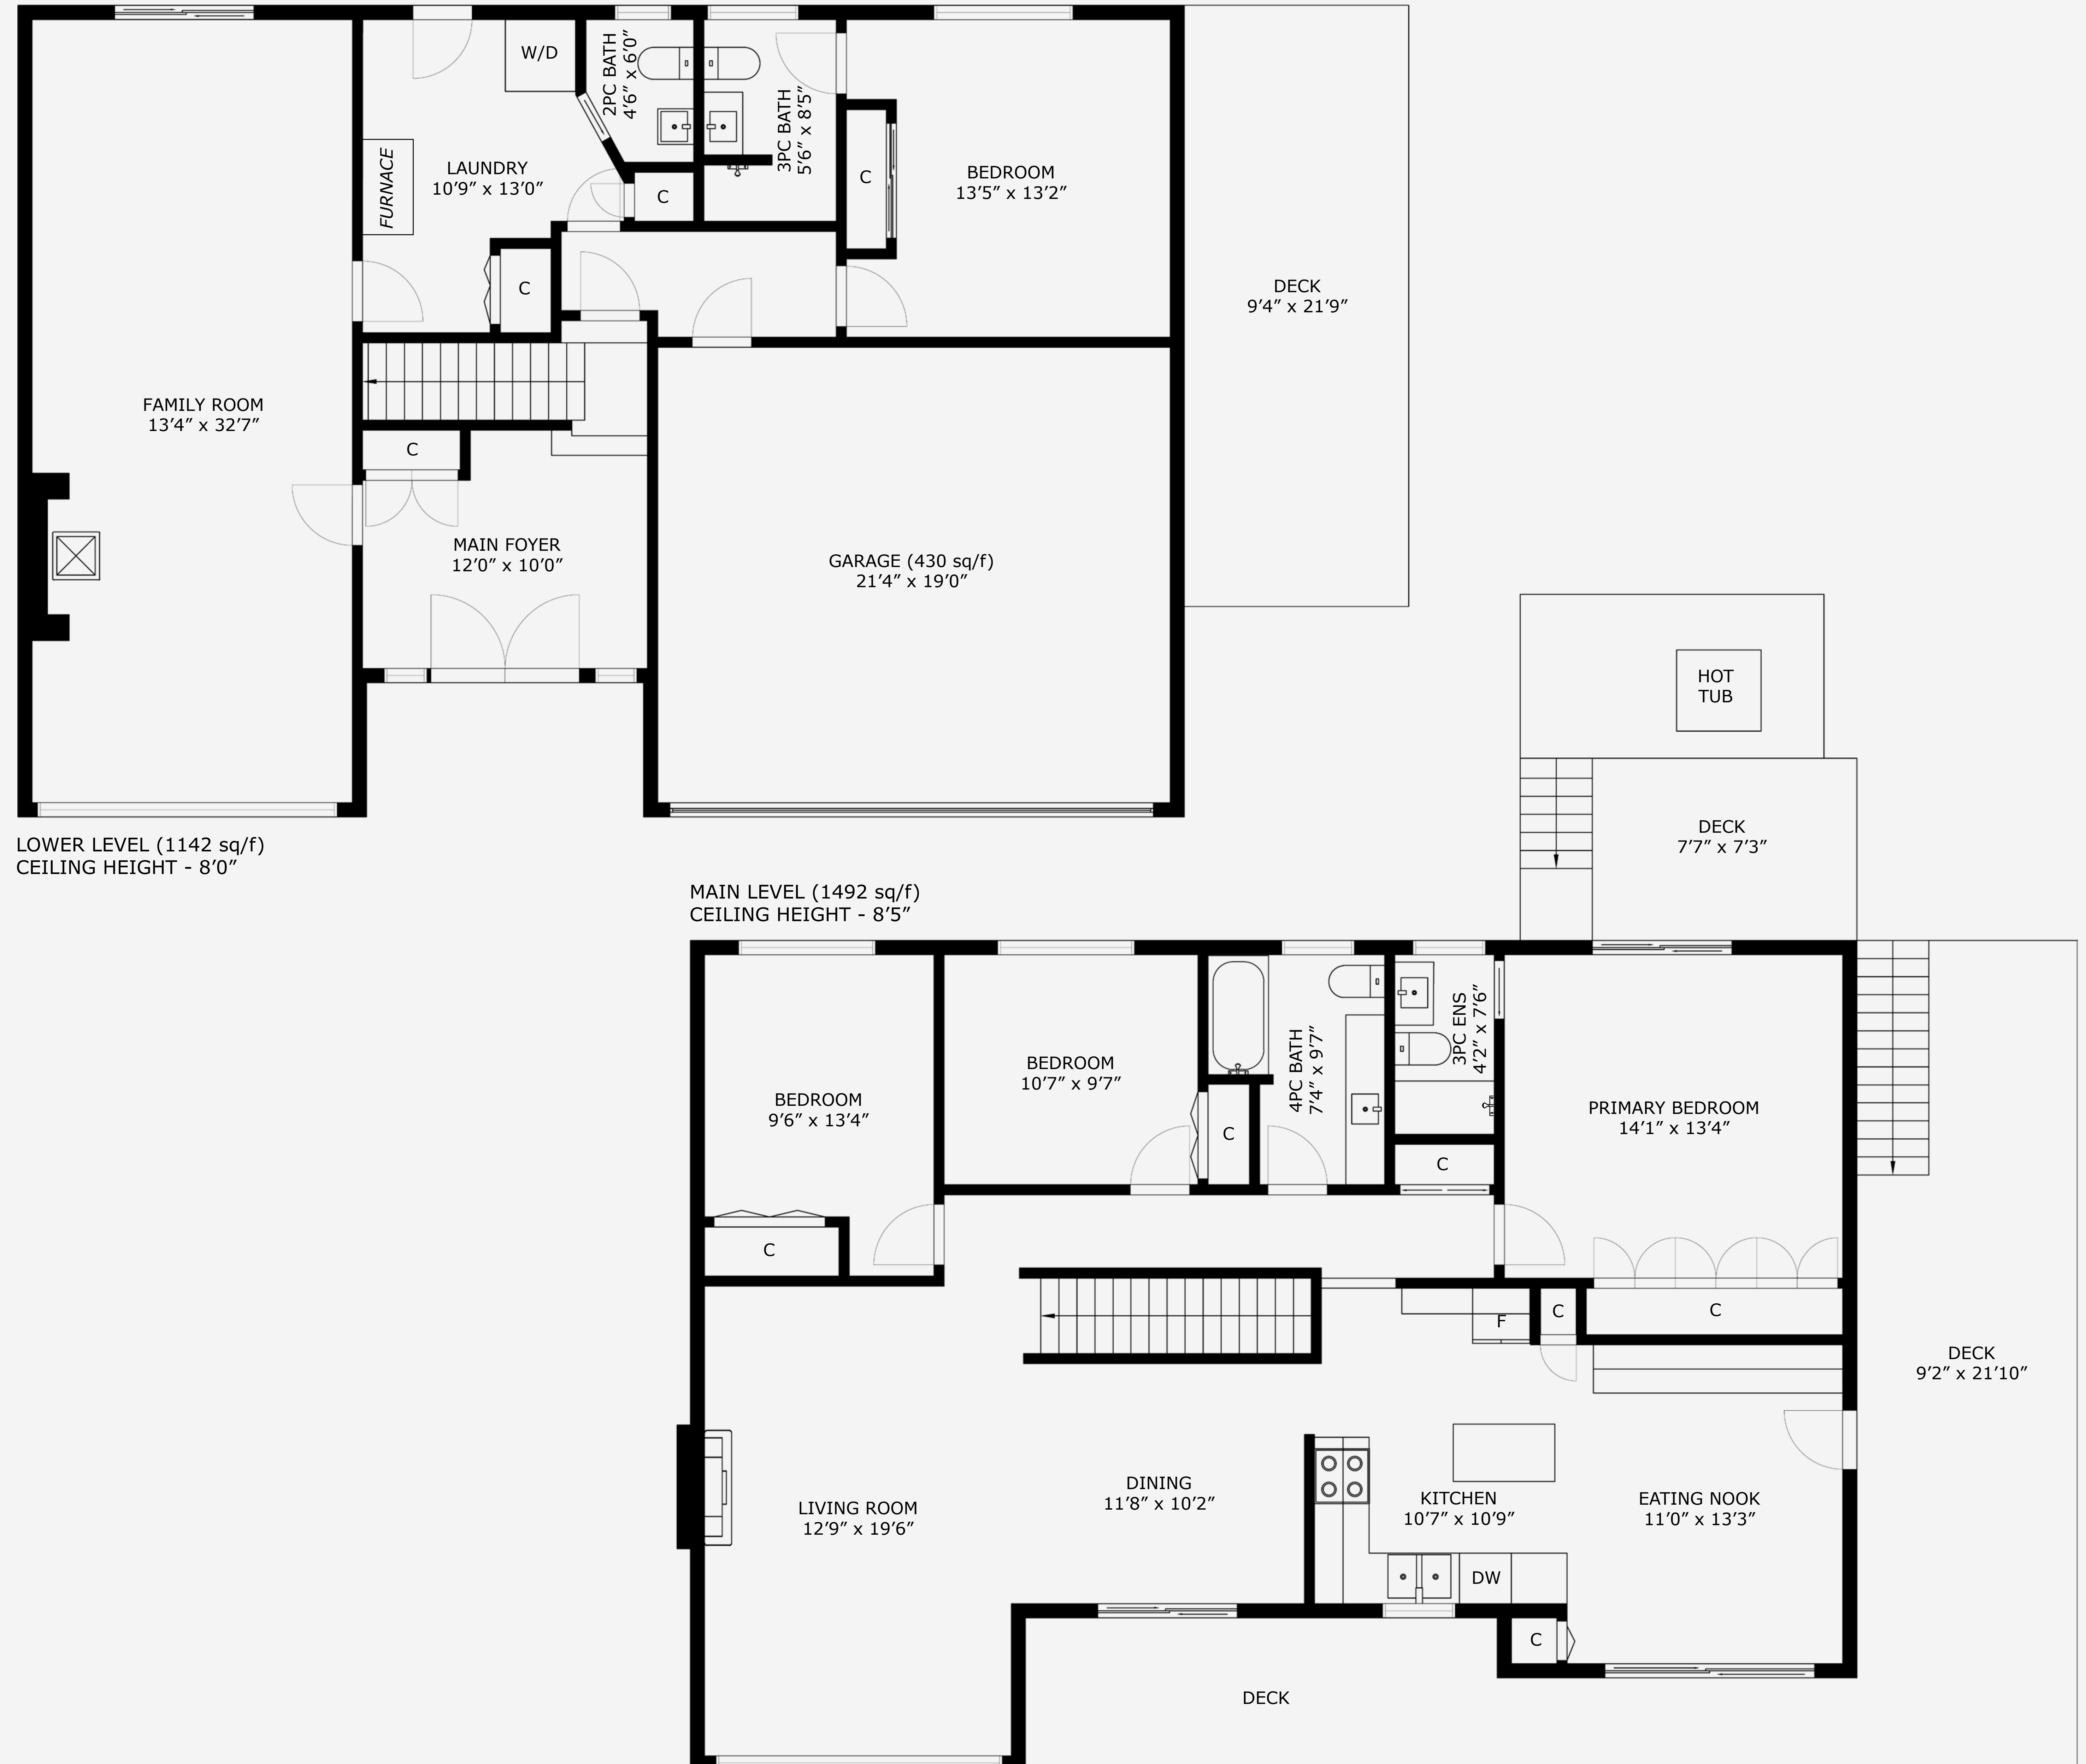 W/D
2PC BATH
4′6″ x 6′0″
3PC BATH
5′6″ x 8′5″
FURNACE
LAUNDRY
10′9″ x 13′0″
C
C
C
BEDROOM
13′5″ x 13′2″
DECK
9′4″ x 21′9″
FAMILY ROOM
13′4″ x 32′7″
C
MAIN FOYER
12′0″ x 10′0″
GARAGE (430 sq/f)
21′4″ x 19′0″
LOWER LEVEL (1142 sq/f)
CEILING HEIGHT - 8′0″
HOT
TUB
DECK
7′7″ x 7′3″
MAIN LEVEL (1492 sq/f)
CEILING HEIGHT - 8′5″
BEDROOM
9′6″ x 13′4″
BEDROOM
10′7″ x 9′7″
4PC BATH
7′4″ x 9′7″
3PC ENS
4′2″ x 7′6″
PRIMARY BEDROOM
14′1″ x 13′4″
C
C
C
F
C
C
DECK
9′2″ x 21′10″
LIVING ROOM
12′9″ x 19′6″
DINING
11′8″ x 10′2″
KITCHEN
10′7″ x 10′9″
EATING NOOK
11′0″ x 13′3″
DW
C
DECK